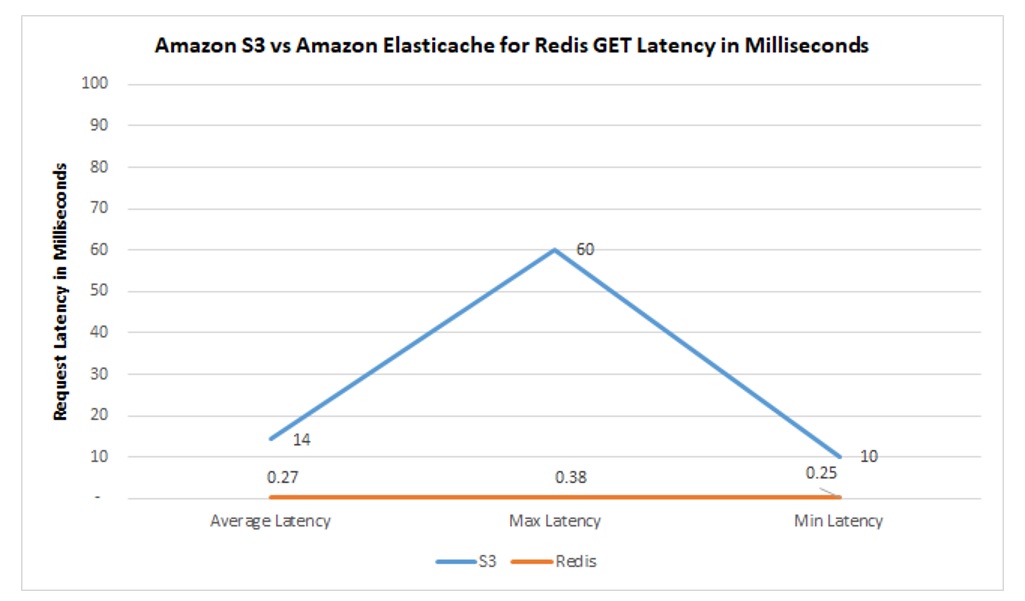 Amazon S3 vs Amazon Elasticache for Redis GET Latency in Milliseconds
Request Latency in Milliseconds
100
90
80
70
60
50
40
30
20
10
-
60
14
10
0.27
0.38
0.25
Average Latency
Max Latency
Min Latency
S3
Redis